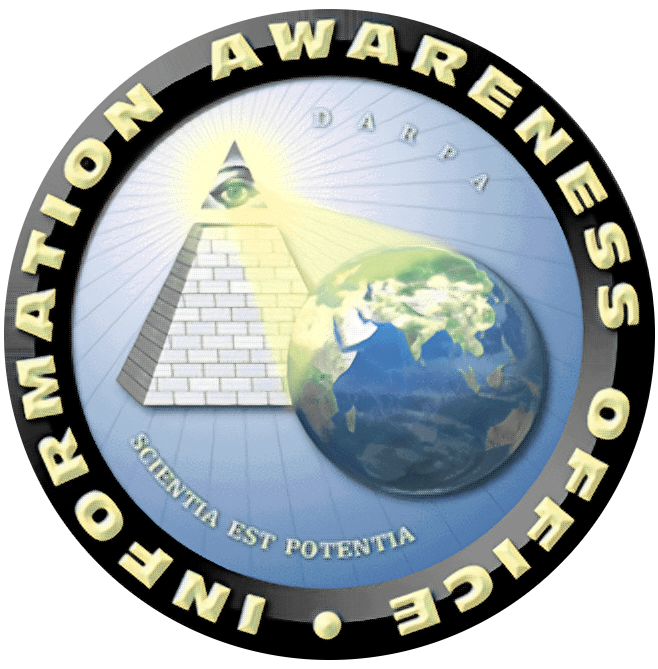 INFORMATION AWARENESS OFFICE
DARPA
SCIENTIA EST POTENTIA